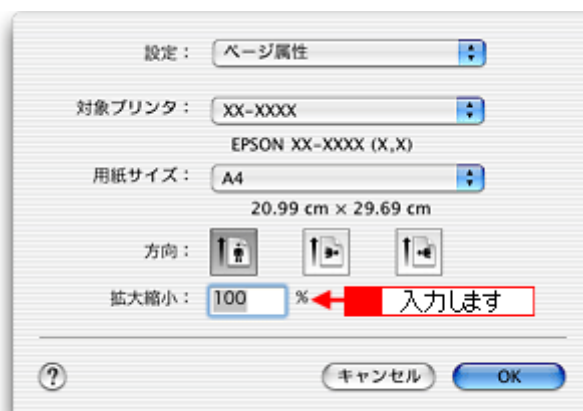 設定： ページ属性
対象プリンタ： XX-XXXX
EPSON XX-XXXX (X,X)
用紙サイズ： A4
20.99 cm × 29.69 cm
方向：
拡大縮小： 100 % 入力します
? キャンセル OK